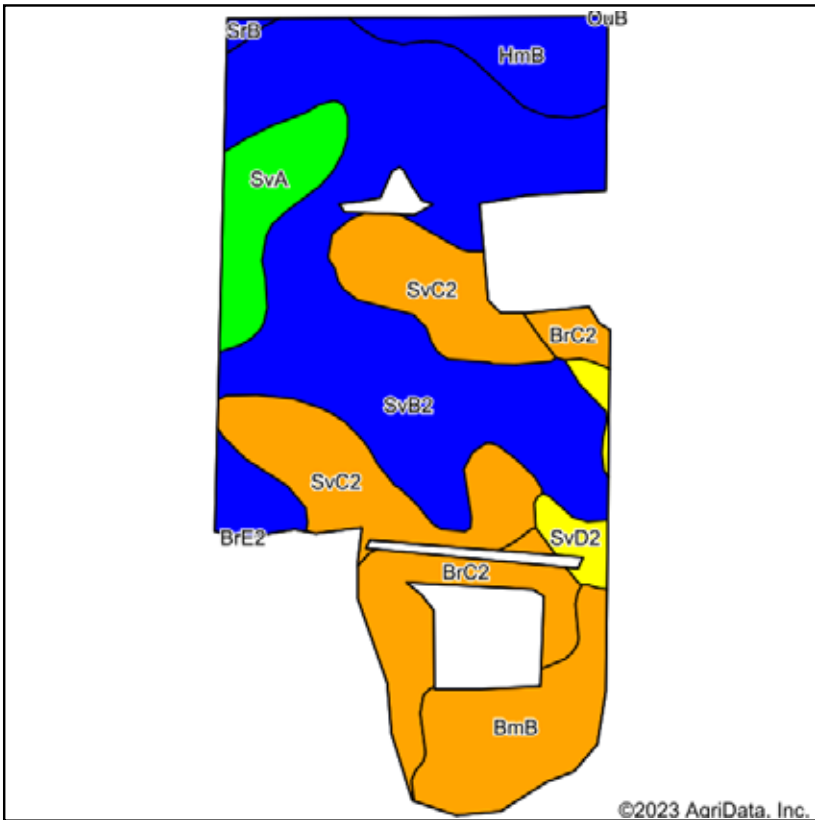 SrB
OuB
HmB
SvA
SvC2
BrC2
SvB2
SvC2
BrE2
SvD2
BrC2
BmB
©2023 AgriData, Inc.